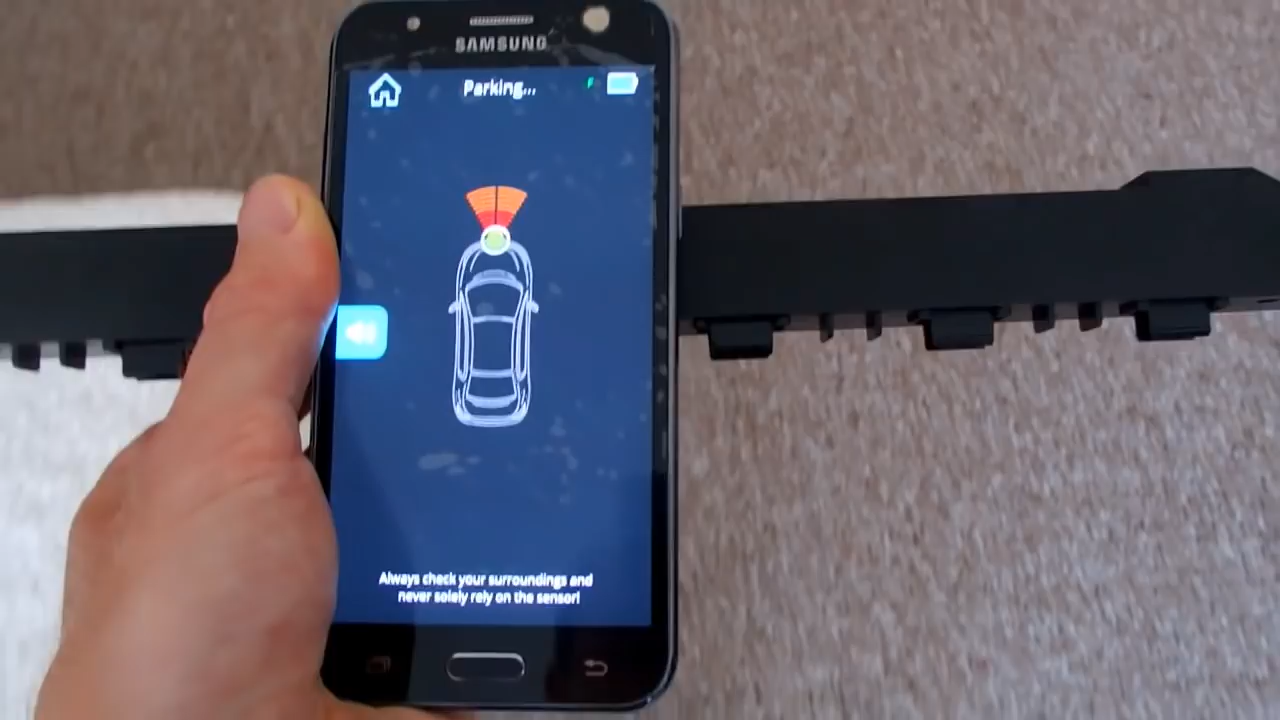 SAMSUNG
Parking...
Always check your surroundings and
never solely rely on the sensor!